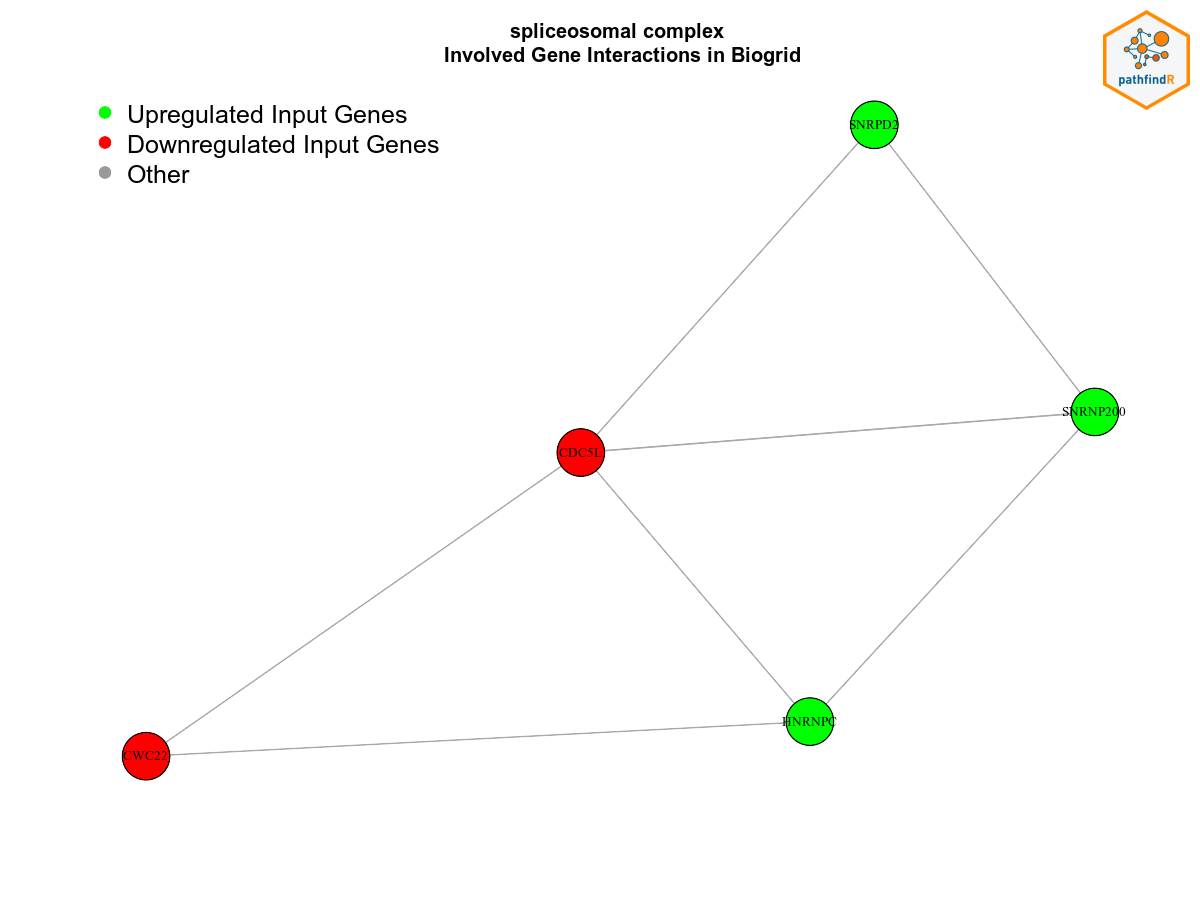 spliceosomal complex
Involved Gene Interactions in Biogrid
pathfindR
Upregulated Input Genes
Downregulated Input Genes
Other
SNRPD2
SNRNP200
CDC5L
HNRNPC
CWC22